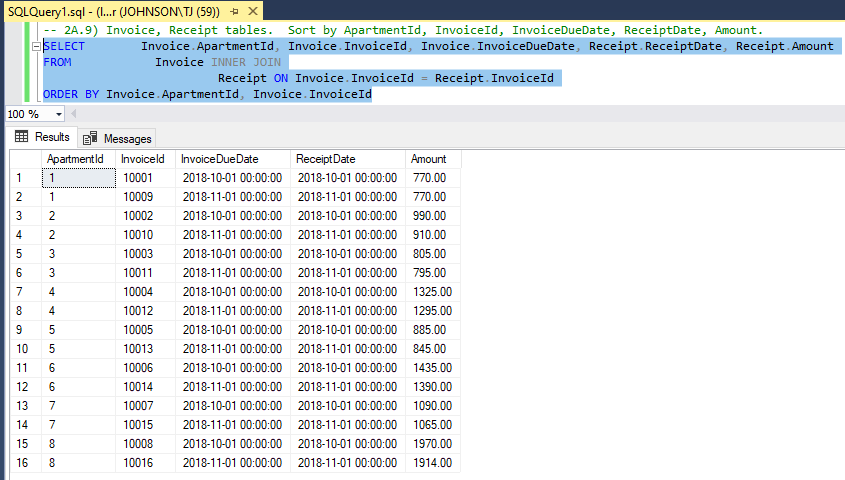 SQLQuery1.sql - (l...r (JOHNSON\TJ (59))
-- 2A.9) Invoice, Receipt tables.  Sort by ApartmentId, InvoiceId, InvoiceDueDate, ReceiptDate, Amount.
SELECT Invoice.ApartmentId, Invoice.InvoiceId, Invoice.InvoiceDueDate, Receipt.ReceiptDate, Receipt.Amount
FROM Invoice INNER JOIN
Receipt ON Invoice.InvoiceId = Receipt.InvoiceId
ORDER BY Invoice.ApartmentId, Invoice.InvoiceId
100 %
Results Messages
ApartmentId InvoiceId InvoiceDueDate ReceiptDate Amount
1 1 10001 2018-10-01 00:00:00 2018-10-01 00:00:00 770.00
2 1 10009 2018-11-01 00:00:00 2018-11-01 00:00:00 770.00
3 2 10002 2018-10-01 00:00:00 2018-10-01 00:00:00 990.00
4 2 10010 2018-11-01 00:00:00 2018-11-01 00:00:00 910.00
5 3 10003 2018-10-01 00:00:00 2018-10-01 00:00:00 805.00
6 3 10011 2018-11-01 00:00:00 2018-11-01 00:00:00 795.00
7 4 10004 2018-10-01 00:00:00 2018-10-01 00:00:00 1325.00
8 4 10012 2018-11-01 00:00:00 2018-11-01 00:00:00 1295.00
9 5 10005 2018-10-01 00:00:00 2018-10-01 00:00:00 885.00
10 5 10013 2018-11-01 00:00:00 2018-11-01 00:00:00 845.00
11 6 10006 2018-10-01 00:00:00 2018-10-01 00:00:00 1435.00
12 6 10014 2018-11-01 00:00:00 2018-11-01 00:00:00 1390.00
13 7 10007 2018-10-01 00:00:00 2018-10-01 00:00:00 1090.00
14 7 10015 2018-11-01 00:00:00 2018-11-01 00:00:00 1065.00
15 8 10008 2018-10-01 00:00:00 2018-10-01 00:00:00 1970.00
16 8 10016 2018-11-01 00:00:00 2018-11-01 00:00:00 1914.00